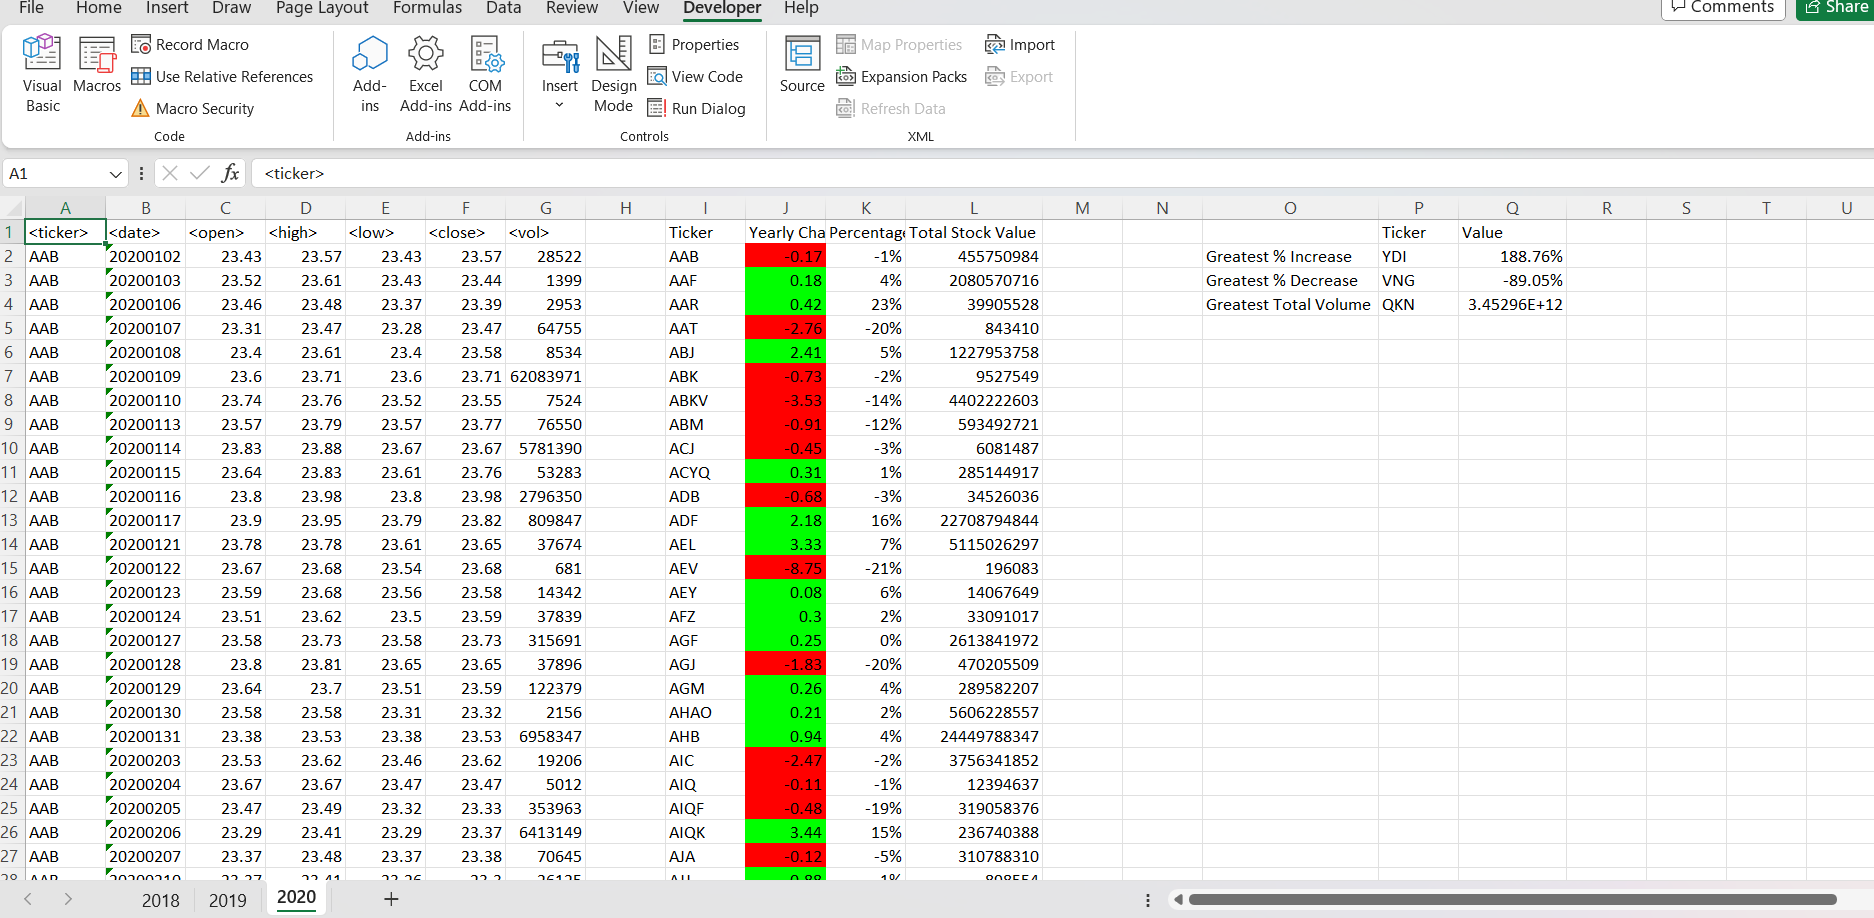 File Home Insert Draw Page Layout Formulas Data Review View Developer Help Comments Share
Visual Basic Macros Record Macro Use Relative References Macro Security Code
Add-ins Excel Add-ins COM Add-ins Add-ins
Insert Design Mode Properties View Code Run Dialog Controls
Source Map Properties Expansion Packs Refresh Data Import Export XML
A1 fx <ticker>
A B C D E F G H I J K L M N O P Q R S T U
1 <ticker> <date> <open> <high> <low> <close> <vol> Ticker Yearly Cha Percentage Total Stock Value Ticker Value
2 AAB 20200102 23.43 23.57 23.43 23.57 28522 AAB -0.17 -1% 455750984 Greatest % Increase YDI 188.76%
3 AAB 20200103 23.52 23.61 23.43 23.44 1399 AAF 0.18 4% 2080570716 Greatest % Decrease VNG -89.05%
4 AAB 20200106 23.46 23.48 23.37 23.39 2953 AAR 0.42 23% 39905528 Greatest Total Volume QKN 3.45296E+12
5 AAB 20200107 23.31 23.47 23.28 23.47 64755 AAT -2.76 -20% 843410
6 AAB 20200108 23.4 23.61 23.4 23.58 8534 ABJ 2.41 5% 1227953758
7 AAB 20200109 23.6 23.71 23.6 23.71 62083971 ABK -0.73 -2% 9527549
8 AAB 20200110 23.74 23.76 23.52 23.55 7524 ABKV -3.53 -14% 4402222603
9 AAB 20200113 23.57 23.79 23.57 23.77 76550 ABM -0.91 -12% 593492721
10 AAB 20200114 23.83 23.88 23.67 23.67 5781390 ACJ -0.45 -3% 6081487
11 AAB 20200115 23.64 23.83 23.61 23.76 53283 ACYQ 0.31 1% 285144917
12 AAB 20200116 23.8 23.98 23.8 23.98 2796350 ADB -0.68 -3% 34526036
13 AAB 20200117 23.9 23.95 23.79 23.82 809847 ADF 2.18 16% 22708794844
14 AAB 20200121 23.78 23.78 23.61 23.65 37674 AEL 3.33 7% 5115026297
15 AAB 20200122 23.67 23.68 23.54 23.68 681 AEV -8.75 -21% 196083
16 AAB 20200123 23.59 23.68 23.56 23.58 14342 AEY 0.08 6% 14067649
17 AAB 20200124 23.51 23.62 23.5 23.59 37839 AFZ 0.3 2% 33091017
18 AAB 20200127 23.58 23.73 23.58 23.73 315691 AGF 0.25 0% 2613841972
19 AAB 20200128 23.8 23.81 23.65 23.65 37896 AGJ -1.83 -20% 470205509
20 AAB 20200129 23.64 23.7 23.51 23.59 122379 AGM 0.26 4% 289582207
21 AAB 20200130 23.58 23.58 23.31 23.32 2156 AHAO 0.21 2% 5606228557
22 AAB 20200131 23.38 23.53 23.38 23.53 6958347 AHB 0.94 4% 24449788347
23 AAB 20200203 23.53 23.62 23.46 23.62 19206 AIC -2.47 -2% 3756341852
24 AAB 20200204 23.67 23.67 23.47 23.47 5012 AIQ -0.11 -1% 12394637
25 AAB 20200205 23.47 23.49 23.32 23.33 353963 AIQF -0.48 -19% 319058376
26 AAB 20200206 23.29 23.41 23.29 23.37 6413149 AIQK 3.44 15% 236740388
27 AAB 20200207 23.37 23.48 23.37 23.38 70645 AJA -0.12 -5% 310788310
28 AAB 20200210
2018 2019 2020